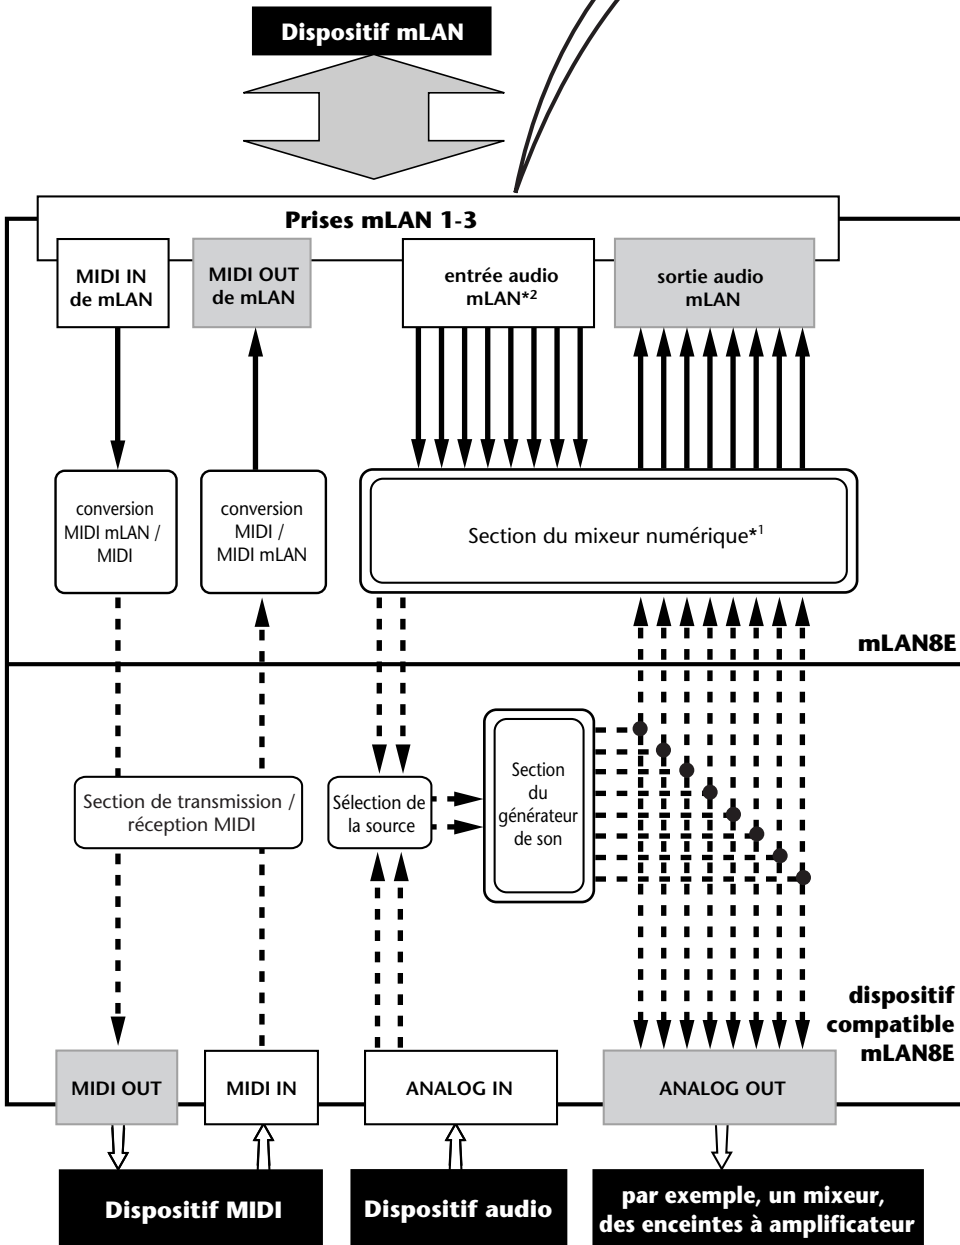 Dispositif mLAN
Prises mLAN 1-3
MIDI IN
de mLAN
MIDI OUT
de mLAN
entrée audio
mLAN*2
sortie audio
mLAN
conversion
MIDI mLAN /
MIDI
conversion
MIDI /
MIDI mLAN
Section du mixeur numérique*1
mLAN8E
Section de transmission /
réception MIDI
Sélection de
la source
Section
du
générateur
de son
dispositif
compatible
mLAN8E
MIDI OUT
MIDI IN
ANALOG IN
ANALOG OUT
Dispositif MIDI
Dispositif audio
par exemple, un mixeur,
des enceintes à amplificateur